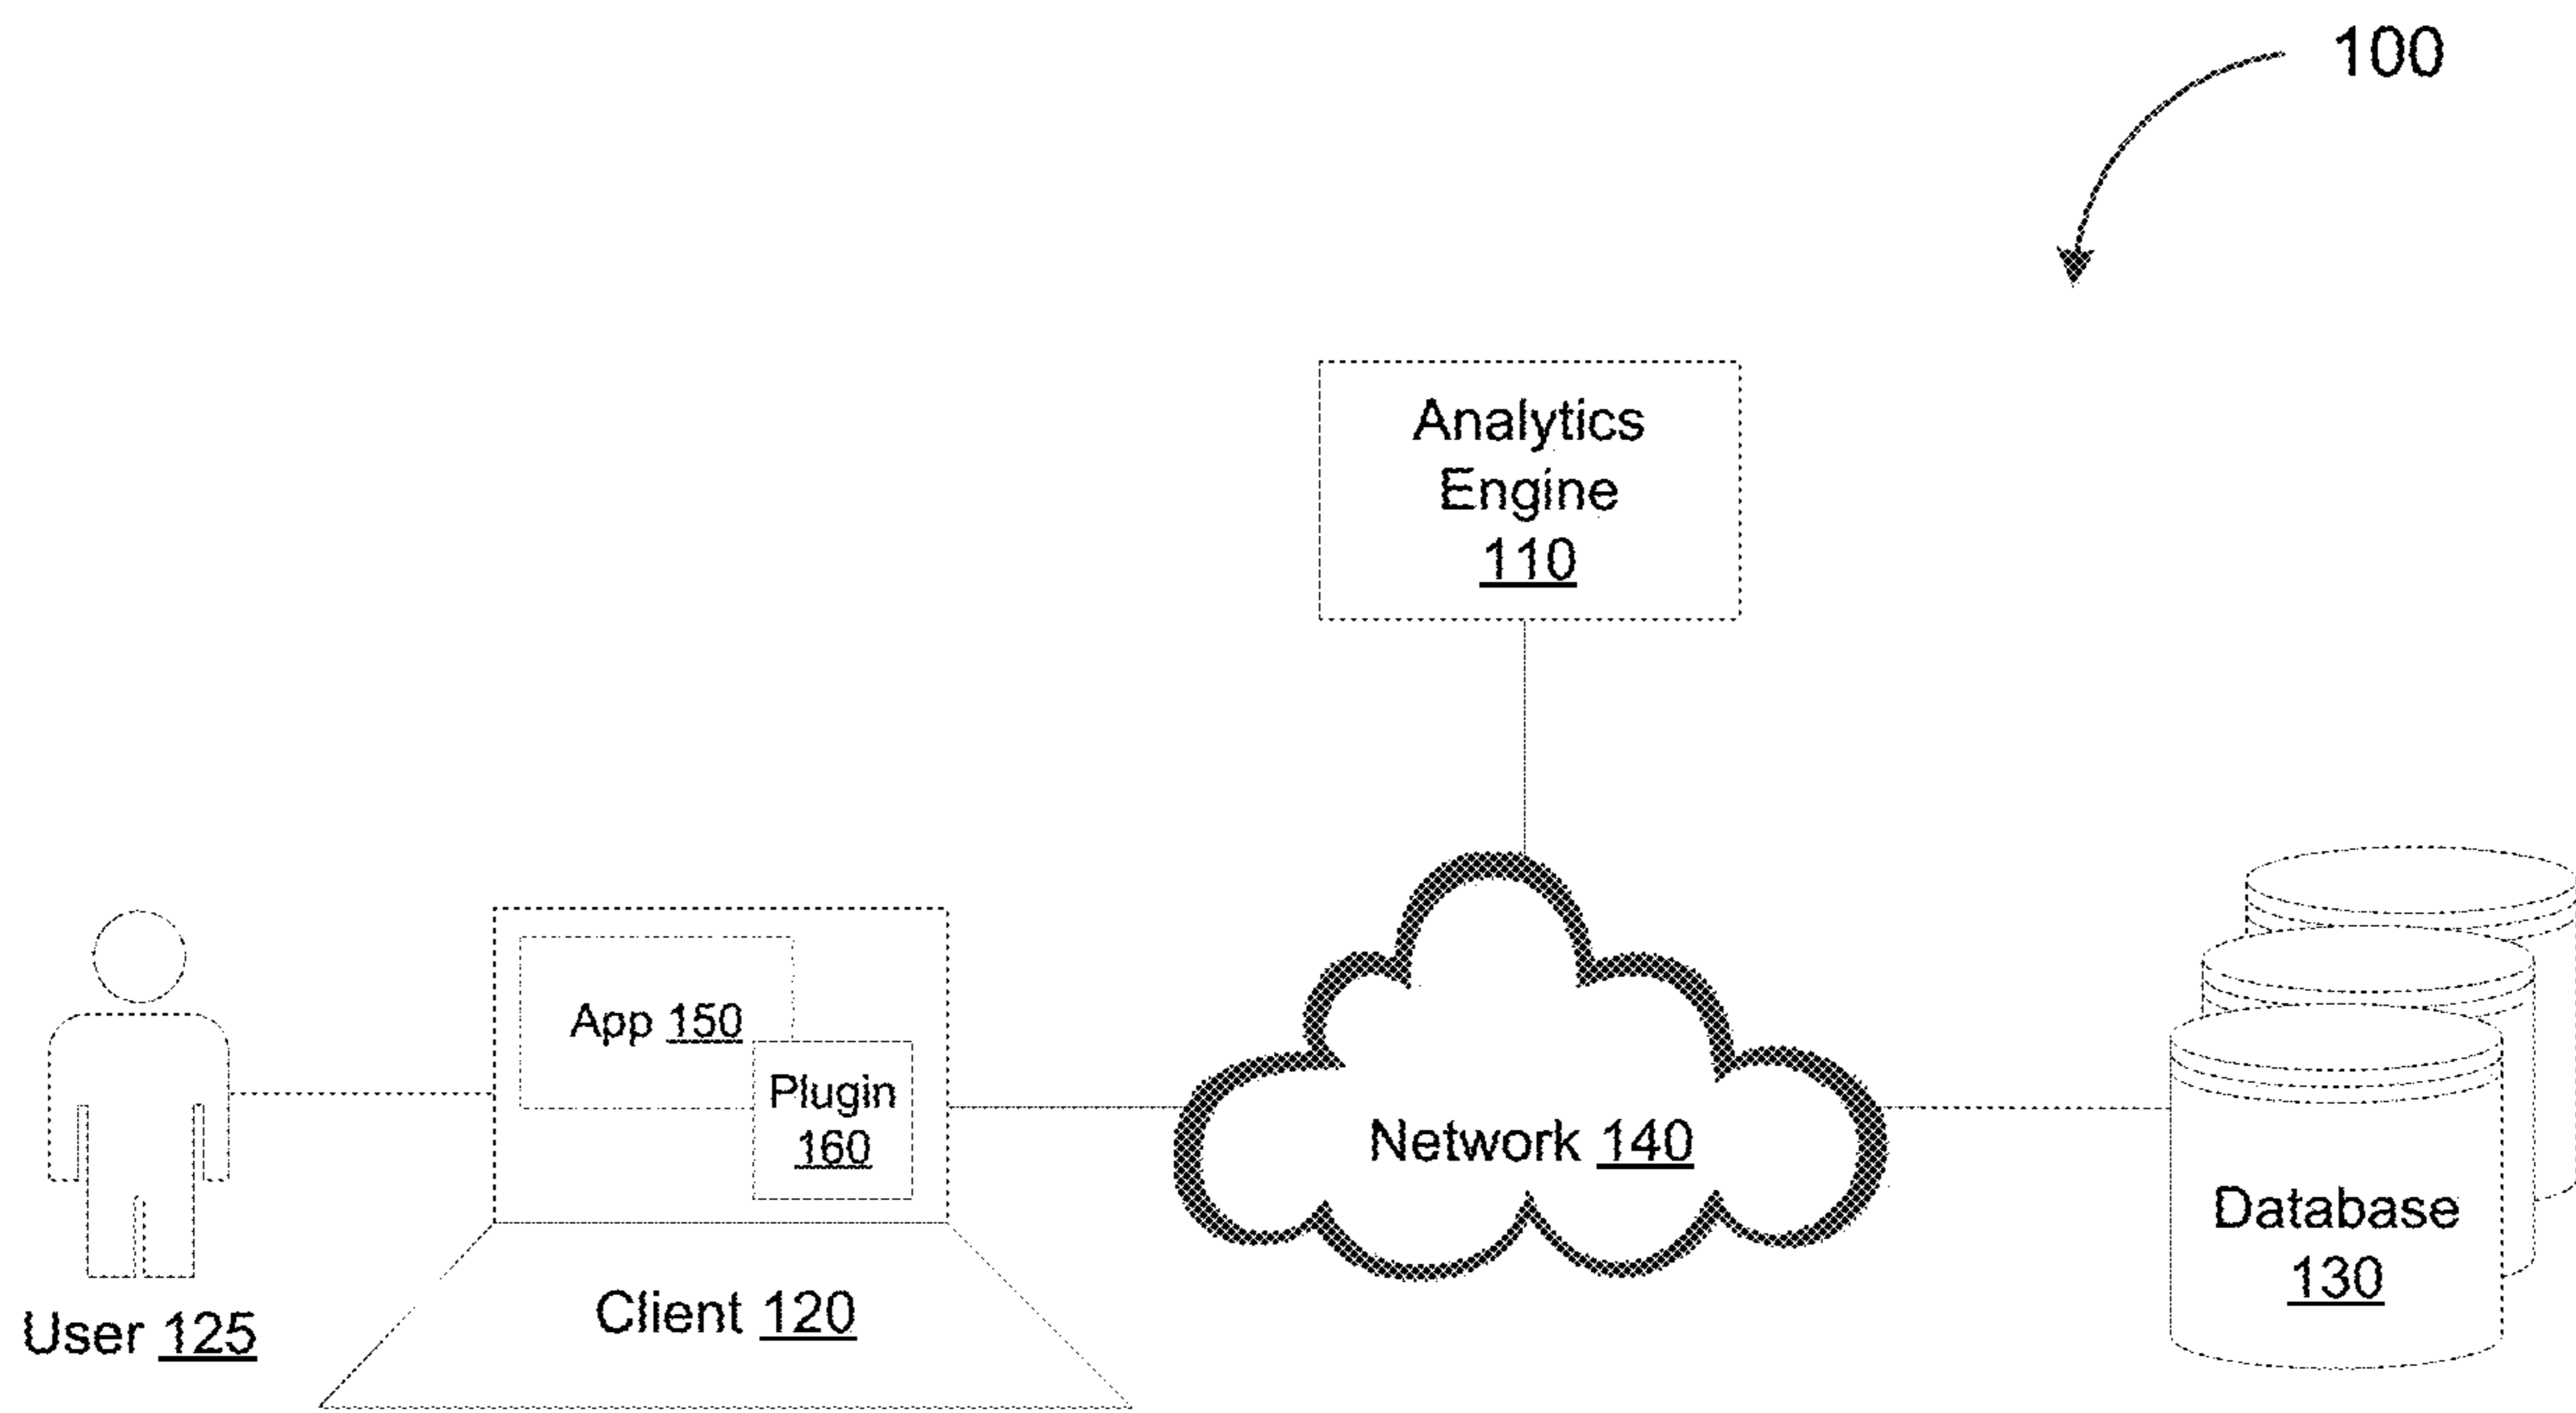 100
Analytics
Engine
110
App 150
Plugin
160
Network 140
Database
130
Client 120
User 125